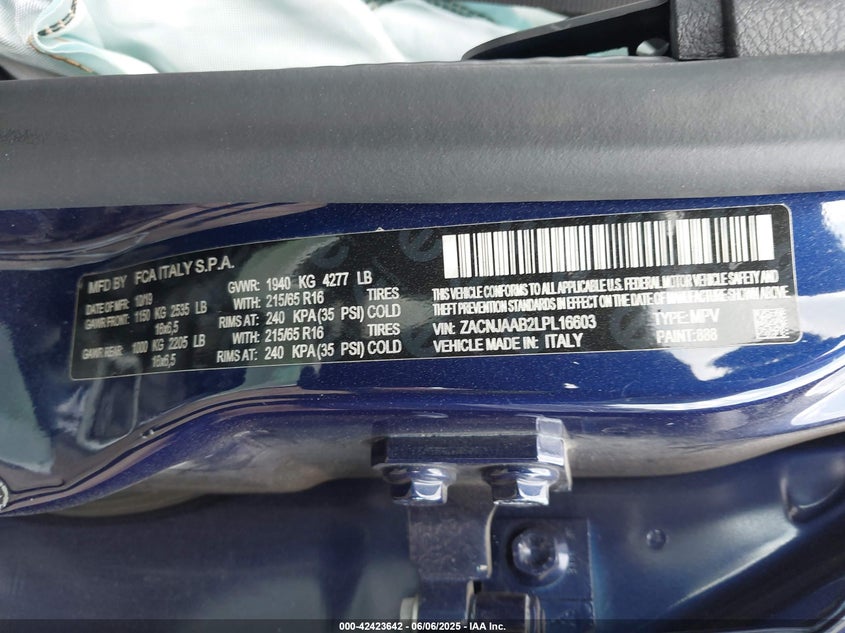 MFD BY FCA ITALY S.P.A.
DATE OF MFR: 10/19 GVWR: 1940 KG 4277 LB
GAWR FRONT: 1150 KG 2535 LB WITH: 215/65 R16 TIRES
16x6,5 RIMS AT: 240 KPA (35 PSI) COLD
GAWR REAR: 1000 KG 2205 LB WITH: 215/65 R16 TIRES
16x6,5 RIMS AT: 240 KPA (35 PSI) COLD
THIS VEHICLE CONFORMS TO ALL APPLICABLE U.S. FEDERAL MOTOR VEHICLE SAFETY AND
THEFT PREVENTION STANDARDS IN EFFECT ON THE DATE OF MANUFACTURE SHOWN ABOVE
VIN: ZACNJAAB2LPL16603 TYPE: MPV
VEHICLE MADE IN: ITALY PAINT: 888
000-42423642 - 06/06/2025 - IAA Inc.